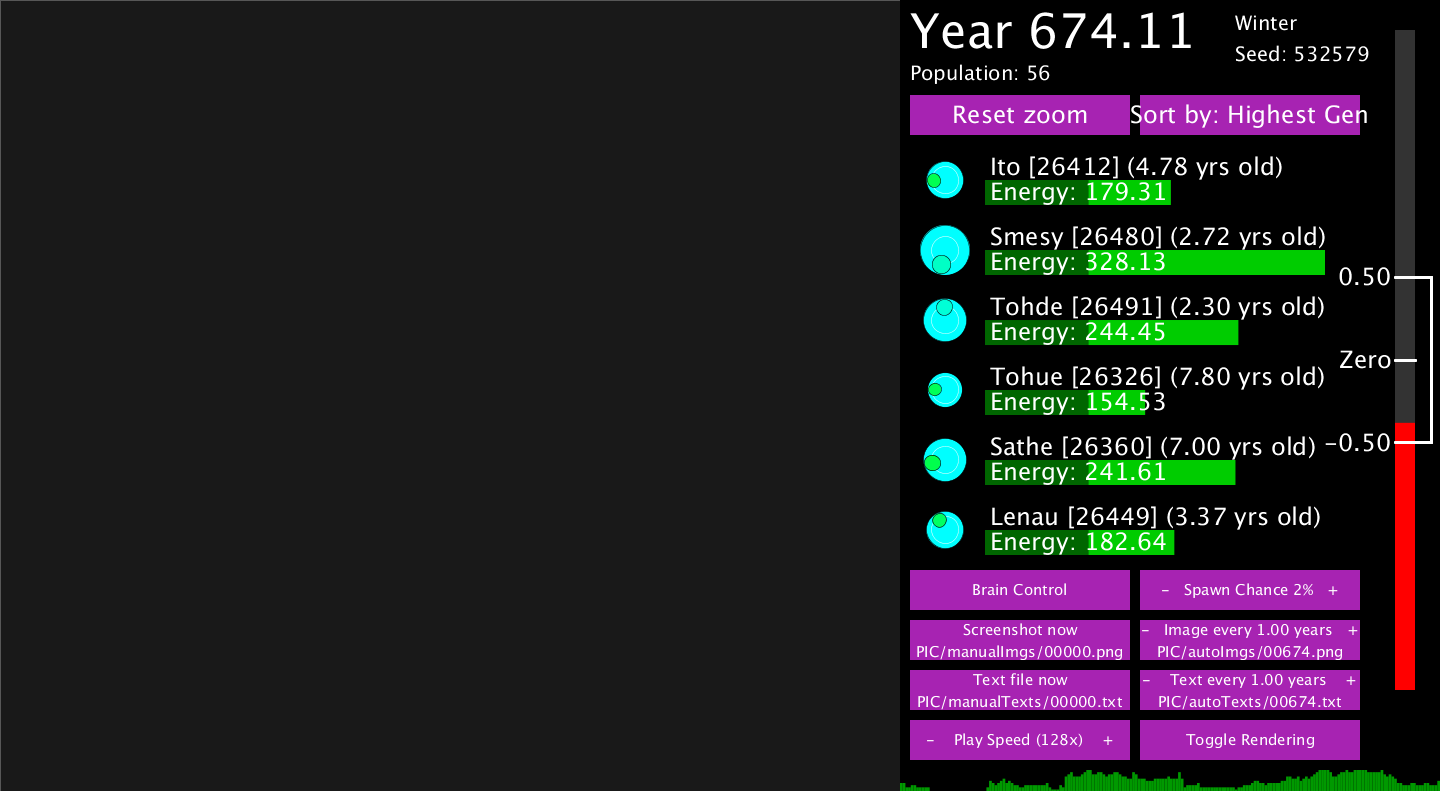 Year 674.11
Winter
Seed: 532579
Population: 56
Reset zoom
Sort by: Highest Gen
Ito [26412] (4.78 yrs old)
Energy: 179.31
Smesy [26480] (2.72 yrs old)
Energy: 328.13
Tohde [26491] (2.30 yrs old)
Energy: 244.45
Tohue [26326] (7.80 yrs old)
Energy: 154.53
Sathe [26360] (7.00 yrs old)
Energy: 241.61
Lenau [26449] (3.37 yrs old)
Energy: 182.64
0.50
Zero
−0.50
Brain Control
- Spawn Chance 2% +
Screenshot now
PIC/manualImgs/00000.png
- Image every 1.00 years +
PIC/autoImgs/00674.png
Text file now
PIC/manualTexts/00000.txt
- Text every 1.00 years +
PIC/autoTexts/00674.txt
- Play Speed (128x) +
Toggle Rendering